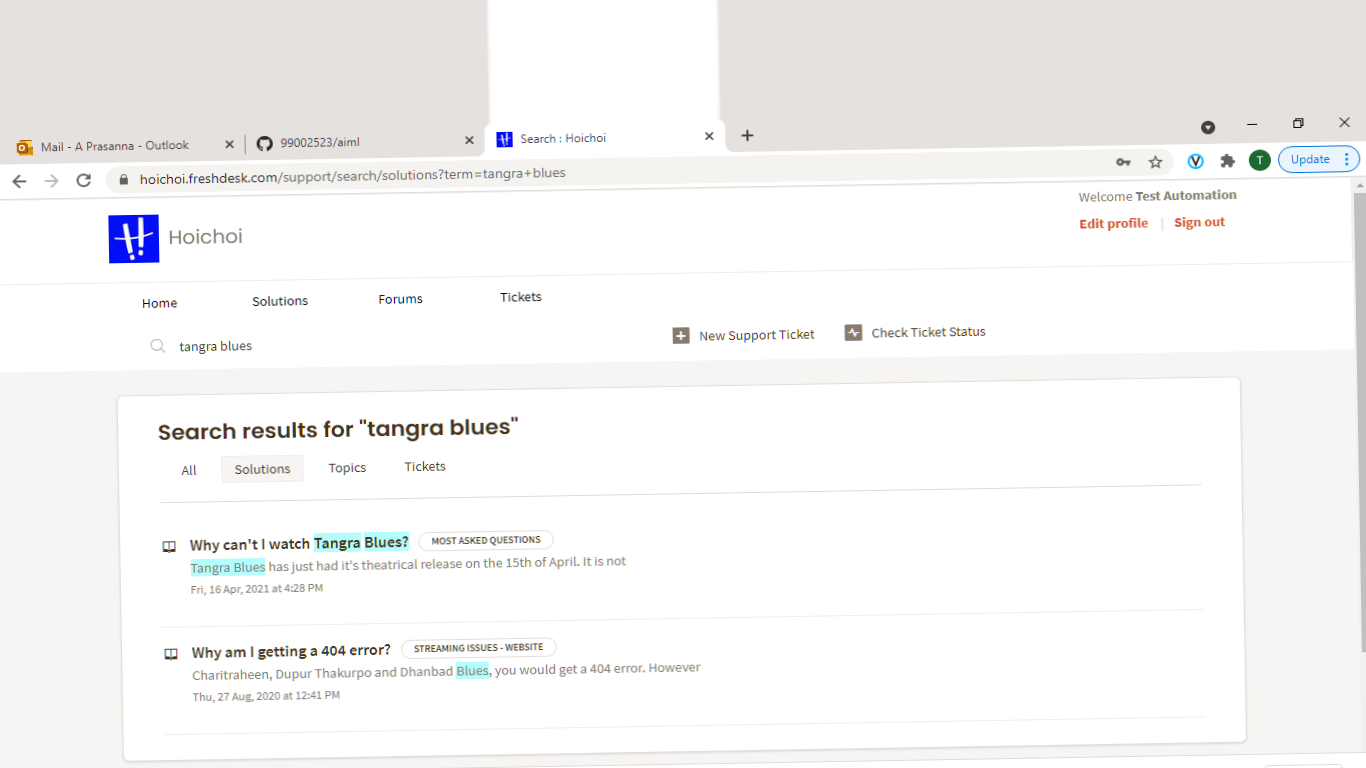 Mail - A Prasanna - Outlook
99002523/aiml
Search : Hoichoi
hoichoi.freshdesk.com/support/search/solutions?term=tangra+blues
T
Update
Welcome Test Automation
Edit profile | Sign out
Hoichoi
Home Solutions Forums Tickets
tangra blues
New Support Ticket
Check Ticket Status
Search results for "tangra blues"
All Solutions Topics Tickets
Why can't I watch Tangra Blues? MOST ASKED QUESTIONS
Tangra Blues has just had it's theatrical release on the 15th of April. It is not
Fri, 16 Apr, 2021 at 4:28 PM
Why am I getting a 404 error? STREAMING ISSUES - WEBSITE
Charitraheen, Dupur Thakurpo and Dhanbad Blues, you would get a 404 error. However
Thu, 27 Aug, 2020 at 12:41 PM